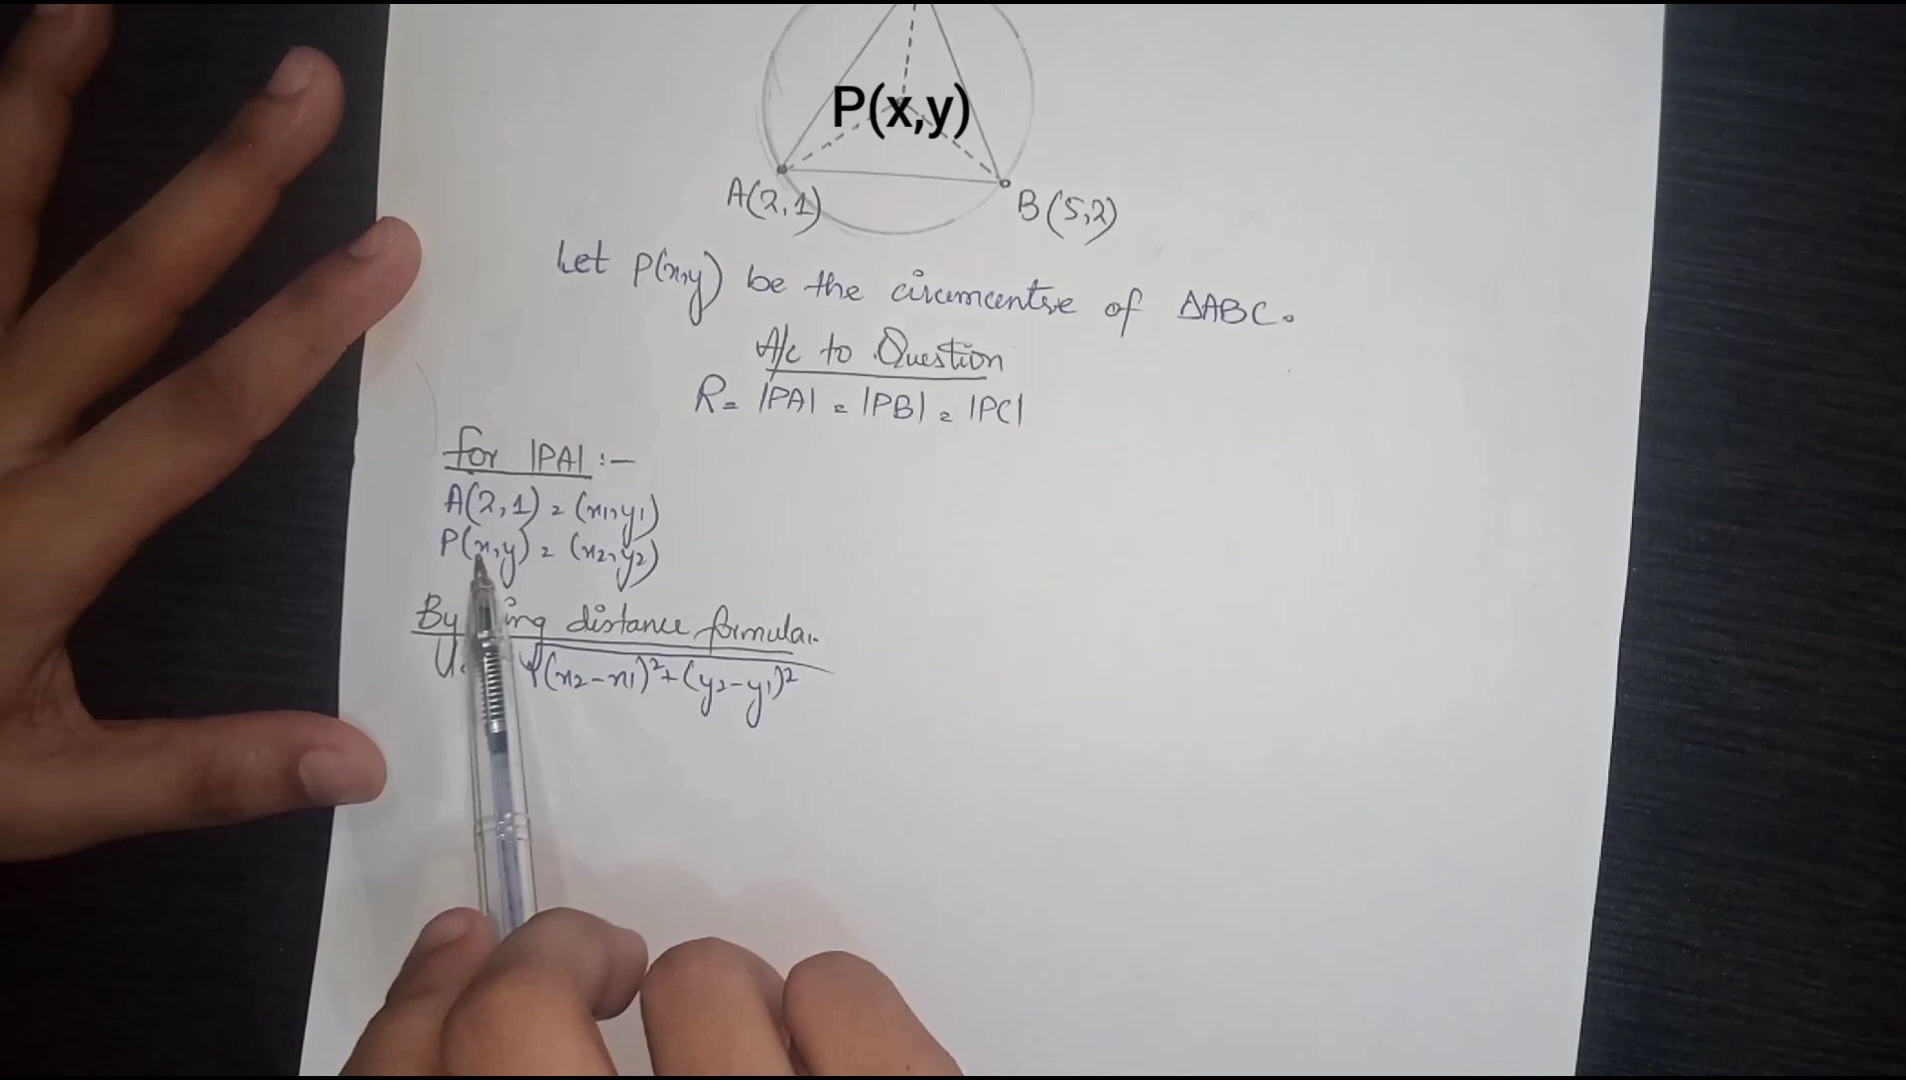 P(x,y)
A(2,1)
B(5,2)
Let P(x,y) be the circumcentre of ΔABC.
A/c to Question
R = |PA| = |PB| = |PC|
for |PA| :-
A(2,1) = (x1,y1)
P(x,y) = (x2,y2)
By ing distance formula.
√(x2-x1)²+(y2-y1)²